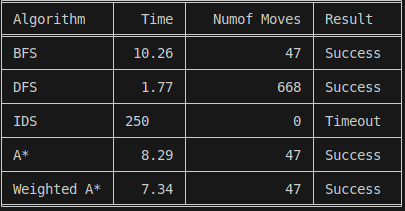 Algorithm Time Numof Moves Result
BFS 10.26 47 Success
DFS 1.77 668 Success
IDS 250 0 Timeout
A* 8.29 47 Success
Weighted A* 7.34 47 Success